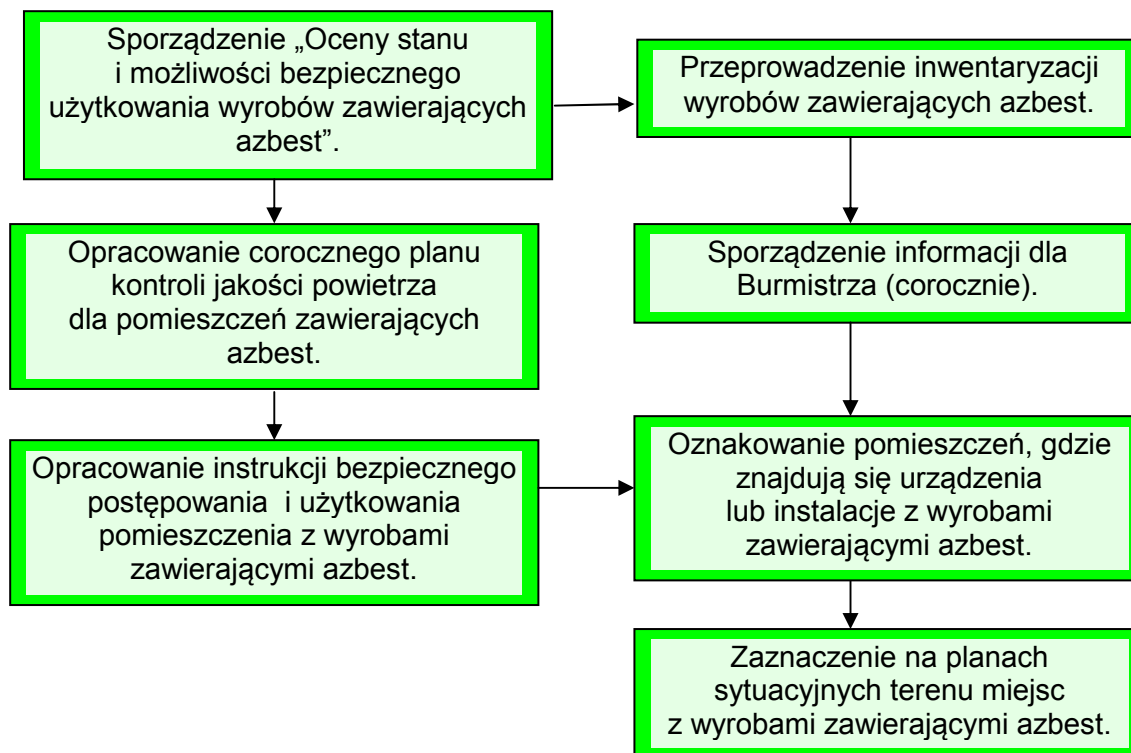 Sporządzenie „Oceny stanu
i możliwości bezpiecznego
użytkowania wyrobów zawierających
azbest”.
Przeprowadzenie inwentaryzacji
wyrobów zawierających azbest.
Opracowanie corocznego planu
kontroli jakości powietrza
dla pomieszczeń zawierających
azbest.
Sporządzenie informacji dla
Burmistrza (corocznie).
Opracowanie instrukcji bezpiecznego
postępowania i użytkowania
pomieszczenia z wyrobami
zawierającymi azbest.
Oznakowanie pomieszczeń, gdzie
znajdują się urządzenia
lub instalacje z wyrobami
zawierającymi azbest.
Zaznaczenie na planach
sytuacyjnych terenu miejsc
z wyrobami zawierającymi azbest.